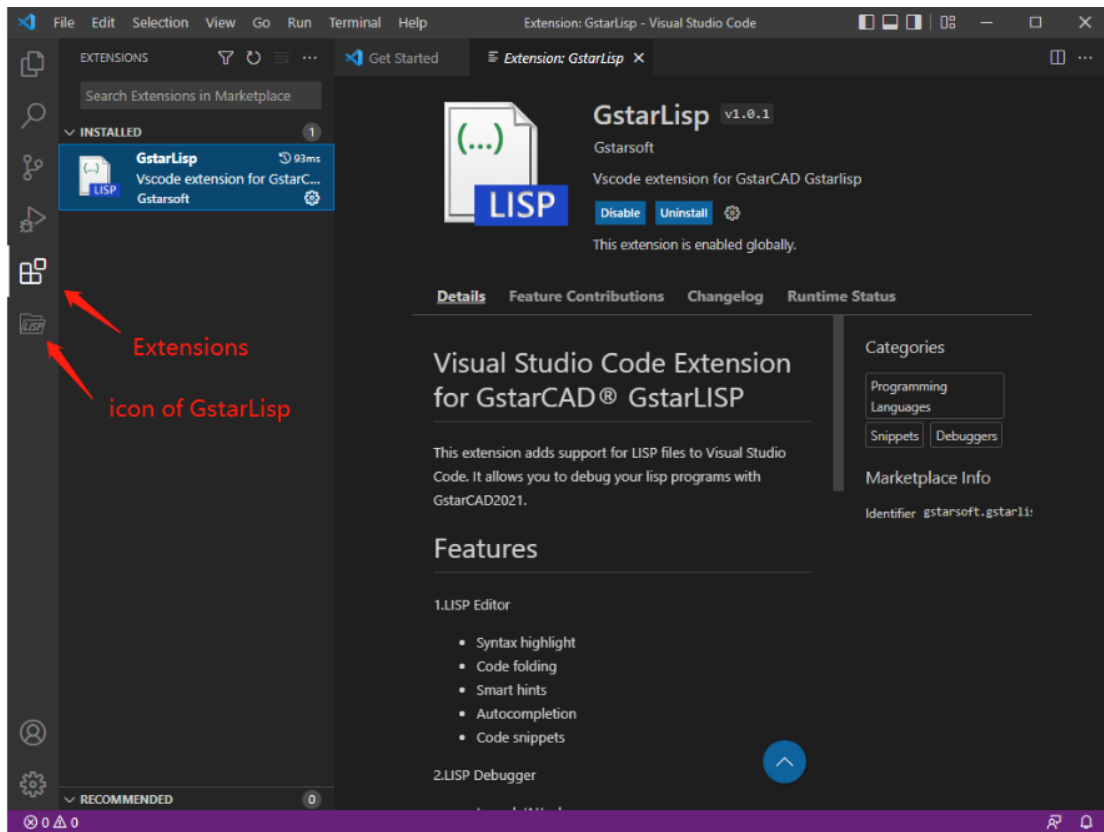 File Edit Selection View Go Run Terminal Help Extension: GstarLisp - Visual Studio Code
EXTENSIONS
Get Started
Extension: GstarLisp
Search Extensions in Marketplace
INSTALLED 1
GstarLisp 93ms
Vscode extension for GstarC...
Gstarsoft
(...)
LISP
LISP
Extensions
icon of GstarLisp
RECOMMENDED 0
(...)
LISP
GstarLisp v1.0.1
Gstarsoft
Vscode extension for GstarCAD Gstarlisp
Disable Uninstall
This extension is enabled globally.
Details Feature Contributions Changelog Runtime Status
Visual Studio Code Extension
for GstarCAD® GstarLISP
This extension adds support for LISP files to Visual Studio
Code. It allows you to debug your lisp programs with
GstarCAD2021.
Features
1.LISP Editor
• Syntax highlight
• Code folding
• Smart hints
• Autocompletion
• Code snippets
2.LISP Debugger
Categories
Programming
Languages
Snippets Debuggers
Marketplace Info
Identifier gstarsoft.gstarlis
0 0